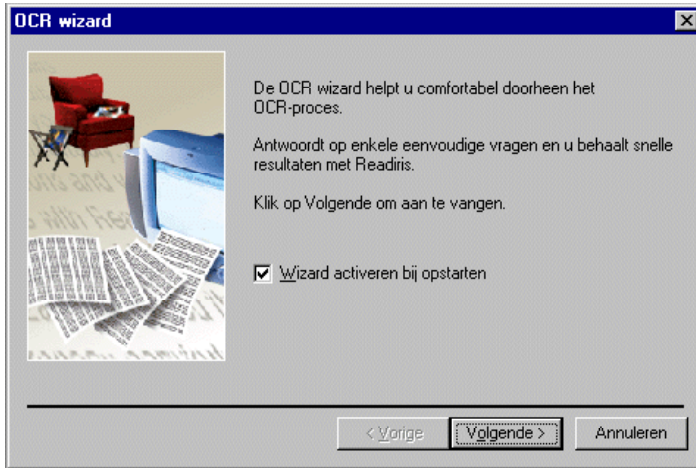 OCR wizard
De OCR wizard helpt u comfortabel doorheen het
OCR-proces.
Antwoordt op enkele eenvoudige vragen en u behaalt snelle
resultaten met Readiris.
Klik op Volgende om aan te vangen.
Wizard activeren bij opstarten
< Vorige
Volgende >
Annuleren